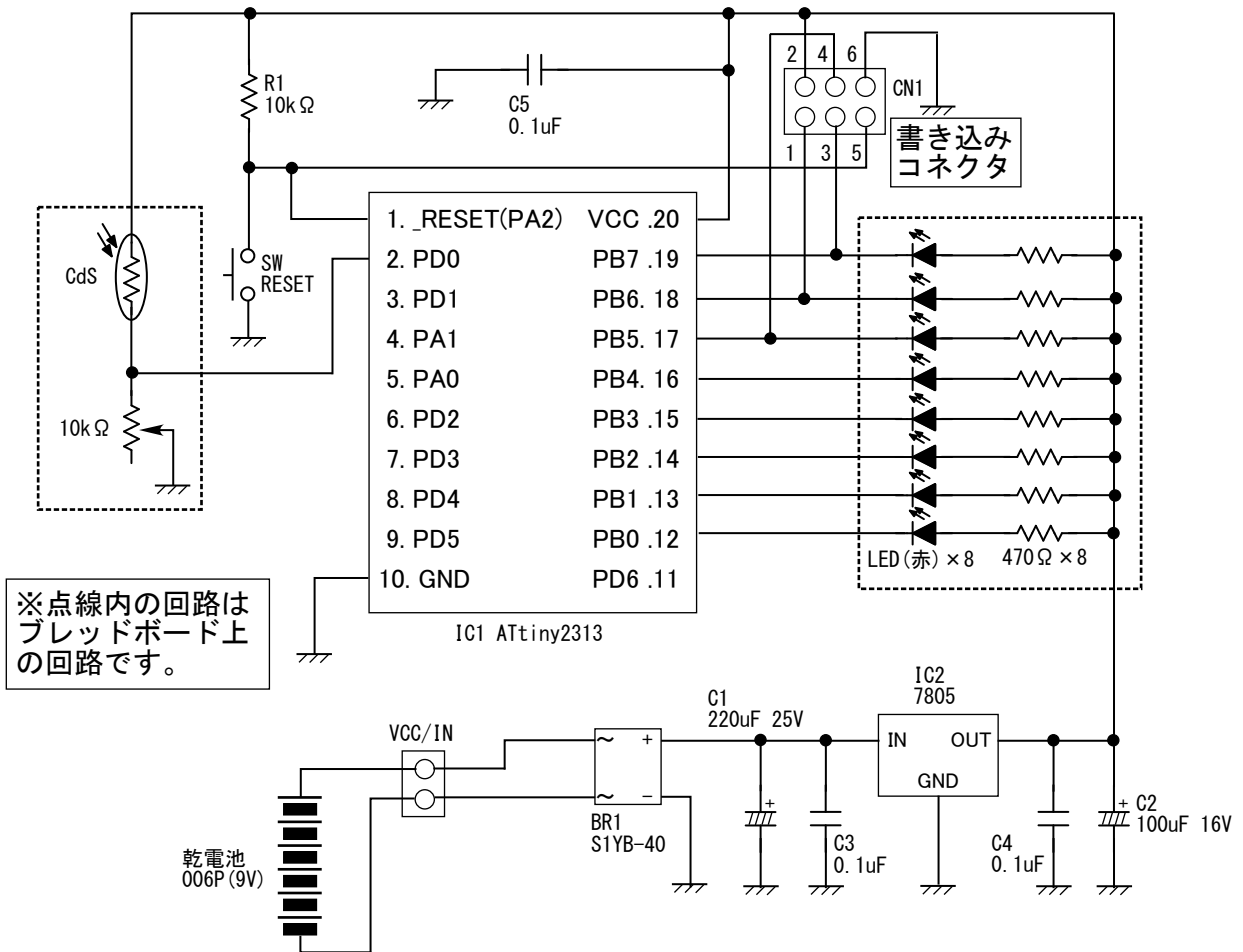 R1
10kΩ
C5
0.1uF
2 4 6
CN1
1 3 5
書き込み
コネクタ
1. _RESET(PA2) VCC .20
2. PD0 PB7 .19
3. PD1 PB6. 18
4. PA1 PB5. 17
5. PA0 PB4. 16
6. PD2 PB3 .15
7. PD3 PB2 .14
8. PD4 PB1 .13
9. PD5 PB0 .12
10. GND PD6 .11
IC1 ATtiny2313
CdS
10kΩ
SW
RESET
LED(赤)×8 470Ω×8
※点線内の回路は
ブレッドボード上
の回路です。
VCC/IN
乾電池
006P(9V)
~ +
~ −
BR1
S1YB-40
C1
220uF 25V
+
C3
0.1uF
IC2
7805
IN OUT
GND
C4
0.1uF
+
C2
100uF 16V